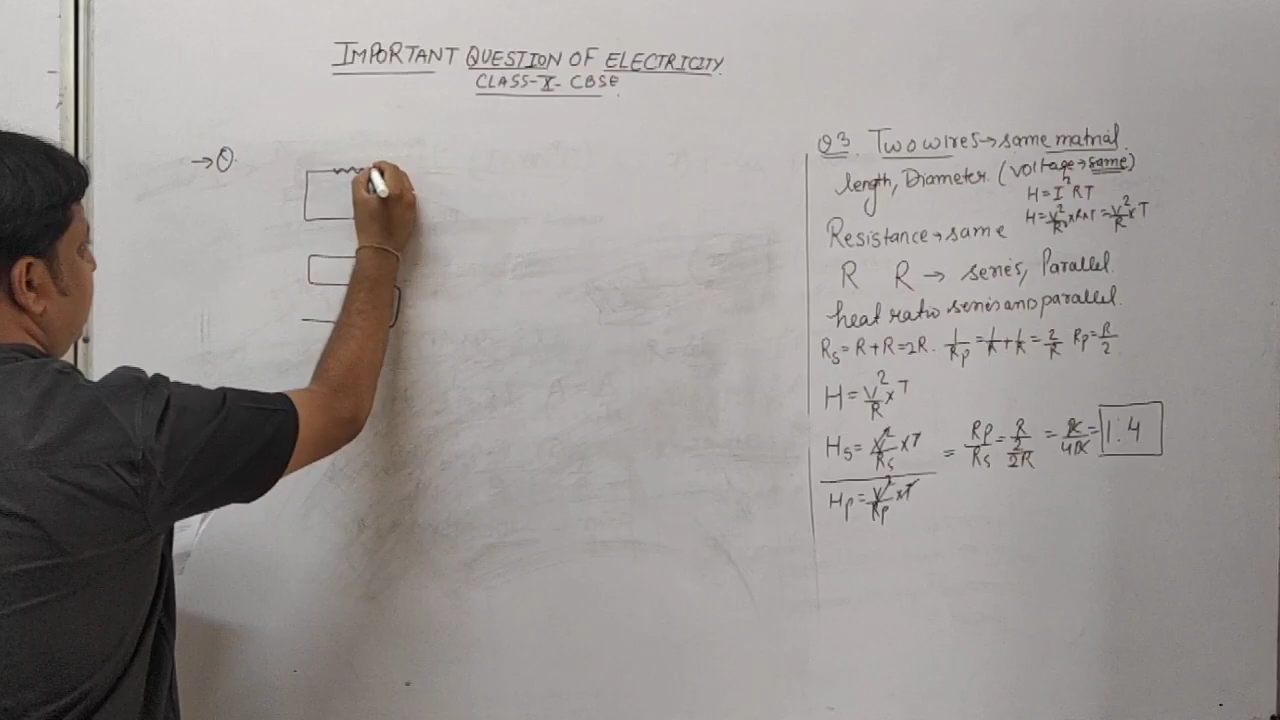 IMPORTANT QUESTION OF ELECTRICITY
CLASS-X-CBSE
Q3. Two wires → same matrial
length, Diameter. (voltage → same)
H = I²RT
H = V²/R² × R × T = V²/R × T
Resistance → same
R R → series, Parallel.
heat ratio series and parallel.
Rs = R + R = 2R. 1/Rp = 1/R + 1/R = 2/R Rp = R/2
H = V²/R × T
Hs = V²/Rs × T
Hp = V²/Rp × T
= Rp/Rs = R/2/2R = R/4R = 1:4